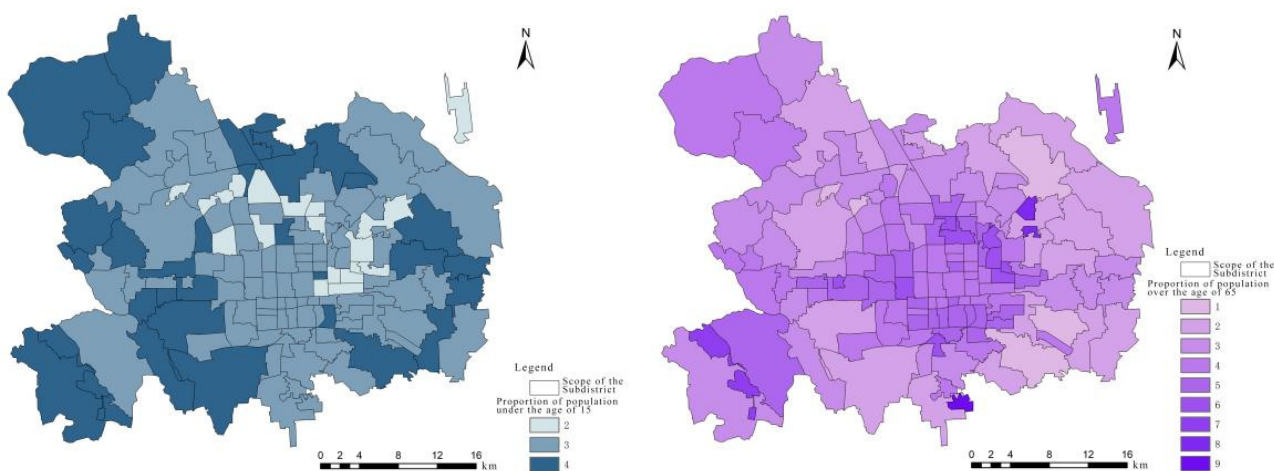 N
Legend
Scope of the
Subdistrict
Proportion of population
under the age of 15
2
3
4
0 2 4 8 12 16
km
N
Legend
Scope of the
Subdistrict
Proportion of population
over the age of 65
1
2
3
4
5
6
7
8
9
0 2 4 8 12 16
km